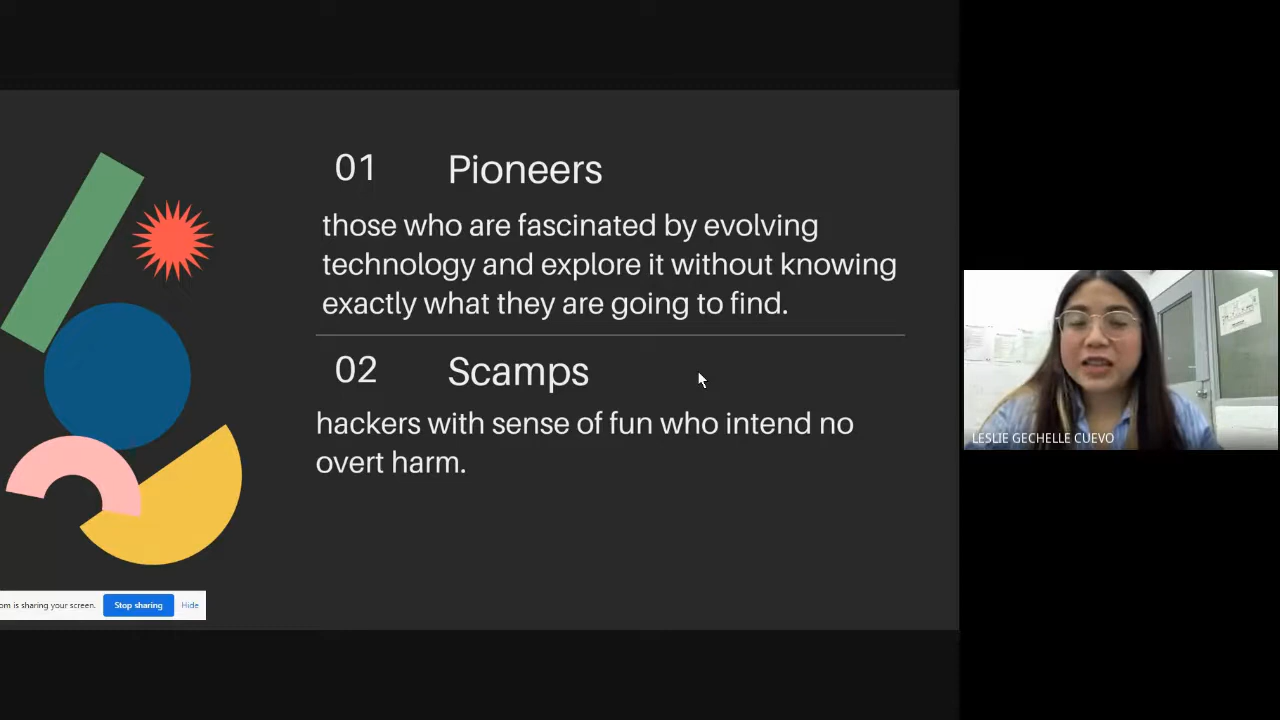 01 Pioneers
those who are fascinated by evolving
technology and explore it without knowing
exactly what they are going to find.
02 Scamps
hackers with sense of fun who intend no
overt harm.
om is sharing your screen. Stop sharing Hide
LESLIE GECHELLE CUEVO